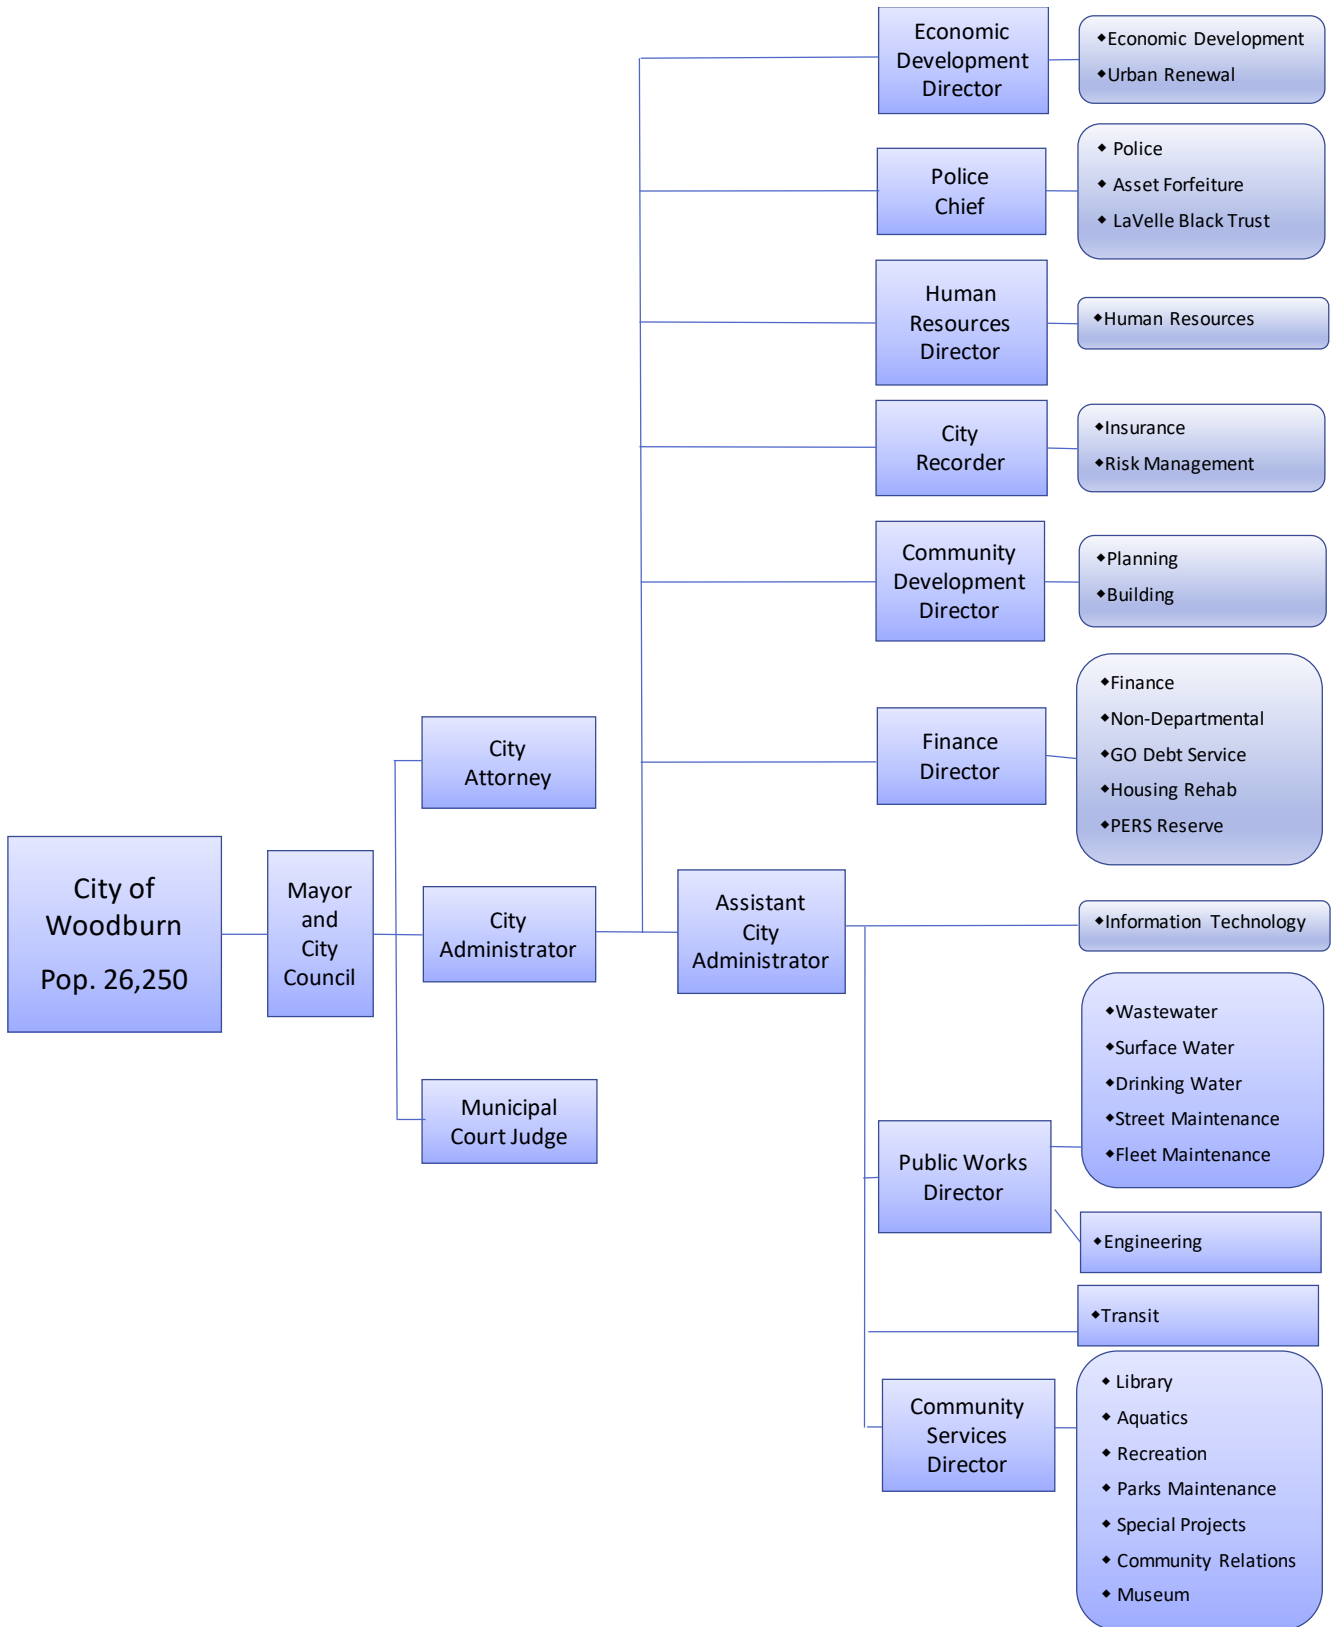 City of
Woodburn
Pop. 26,250
Mayor
and
City
Council
City
Attorney
City
Administrator
Municipal
Court Judge
Assistant
City
Administrator
Economic
Development
Director
◆Economic Development
◆Urban Renewal
Police
Chief
◆ Police
◆ Asset Forfeiture
◆ LaVelle Black Trust
Human
Resources
Director
◆Human Resources
City
Recorder
◆Insurance
◆Risk Management
Community
Development
Director
◆Planning
◆Building
Finance
Director
◆Finance
◆Non-Departmental
◆GO Debt Service
◆Housing Rehab
◆PERS Reserve
◆Information Technology
Public Works
Director
◆Wastewater
◆Surface Water
◆Drinking Water
◆Street Maintenance
◆Fleet Maintenance
◆Engineering
◆Transit
Community
Services
Director
◆ Library
◆ Aquatics
◆ Recreation
◆ Parks Maintenance
◆ Special Projects
◆ Community Relations
◆ Museum